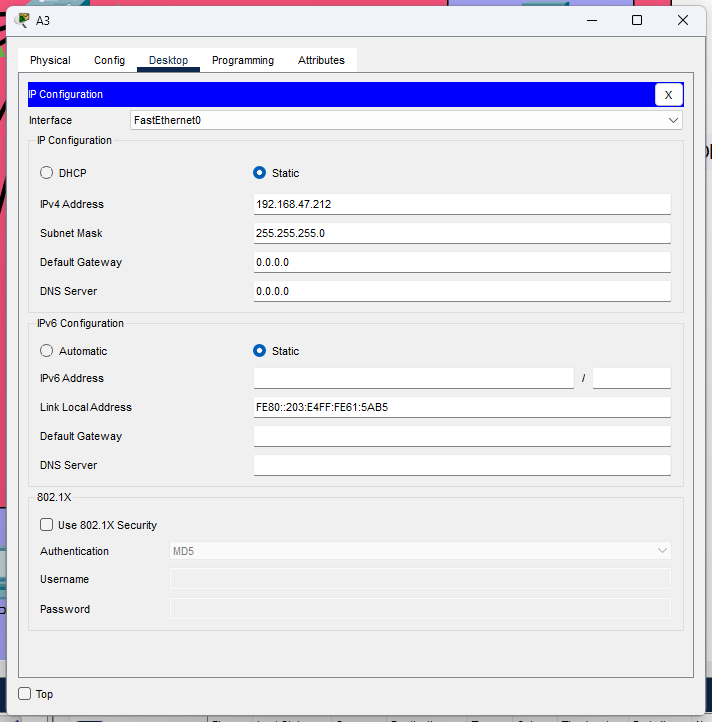 A3
Physical Config Desktop Programming Attributes
IP Configuration X
Interface FastEthernet0
IP Configuration
DHCP Static
IPv4 Address 192.168.47.212
Subnet Mask 255.255.255.0
Default Gateway 0.0.0.0
DNS Server 0.0.0.0
IPv6 Configuration
Automatic Static
IPv6 Address /
Link Local Address FE80::203:E4FF:FE61:5AB5
Default Gateway
DNS Server
802.1X
Use 802.1X Security
Authentication MD5
Username
Password
Top